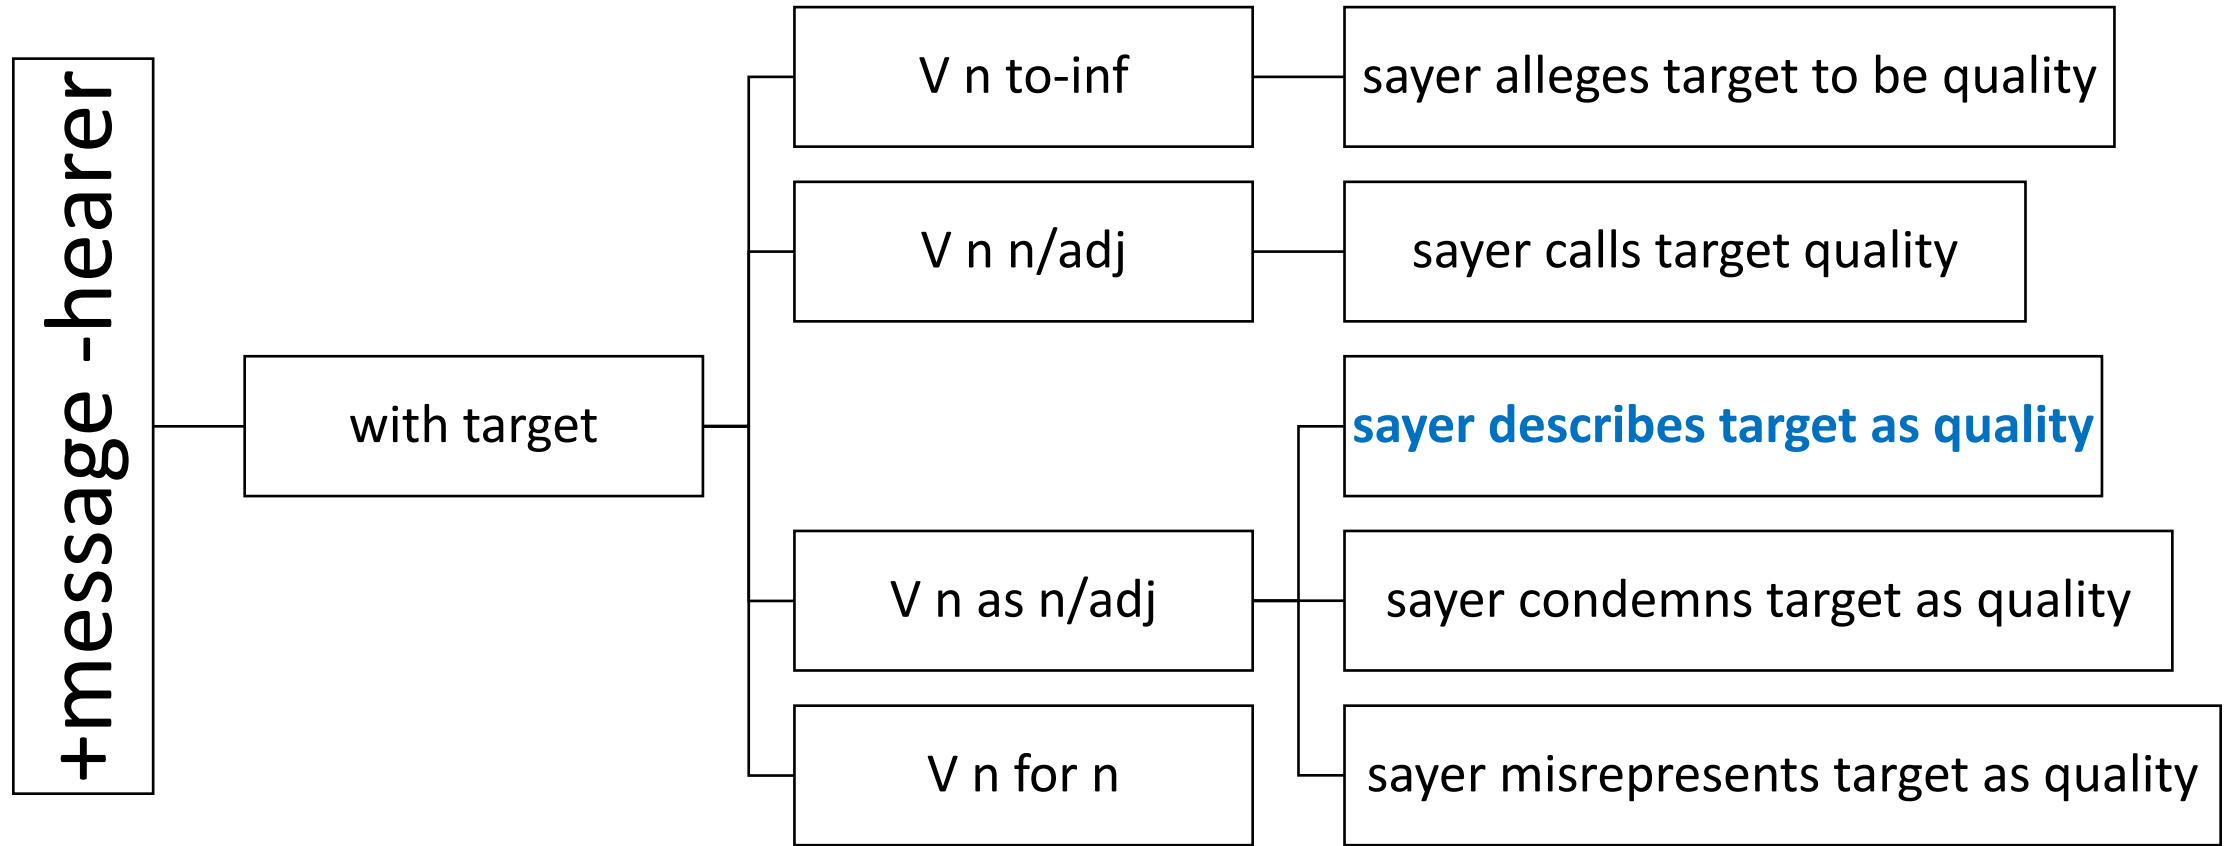 +message -hearer
with target
V n to-inf
sayer alleges target to be quality
V n n/adj
sayer calls target quality
V n as n/adj
sayer describes target as quality
sayer condemns target as quality
sayer misrepresents target as quality
V n for n